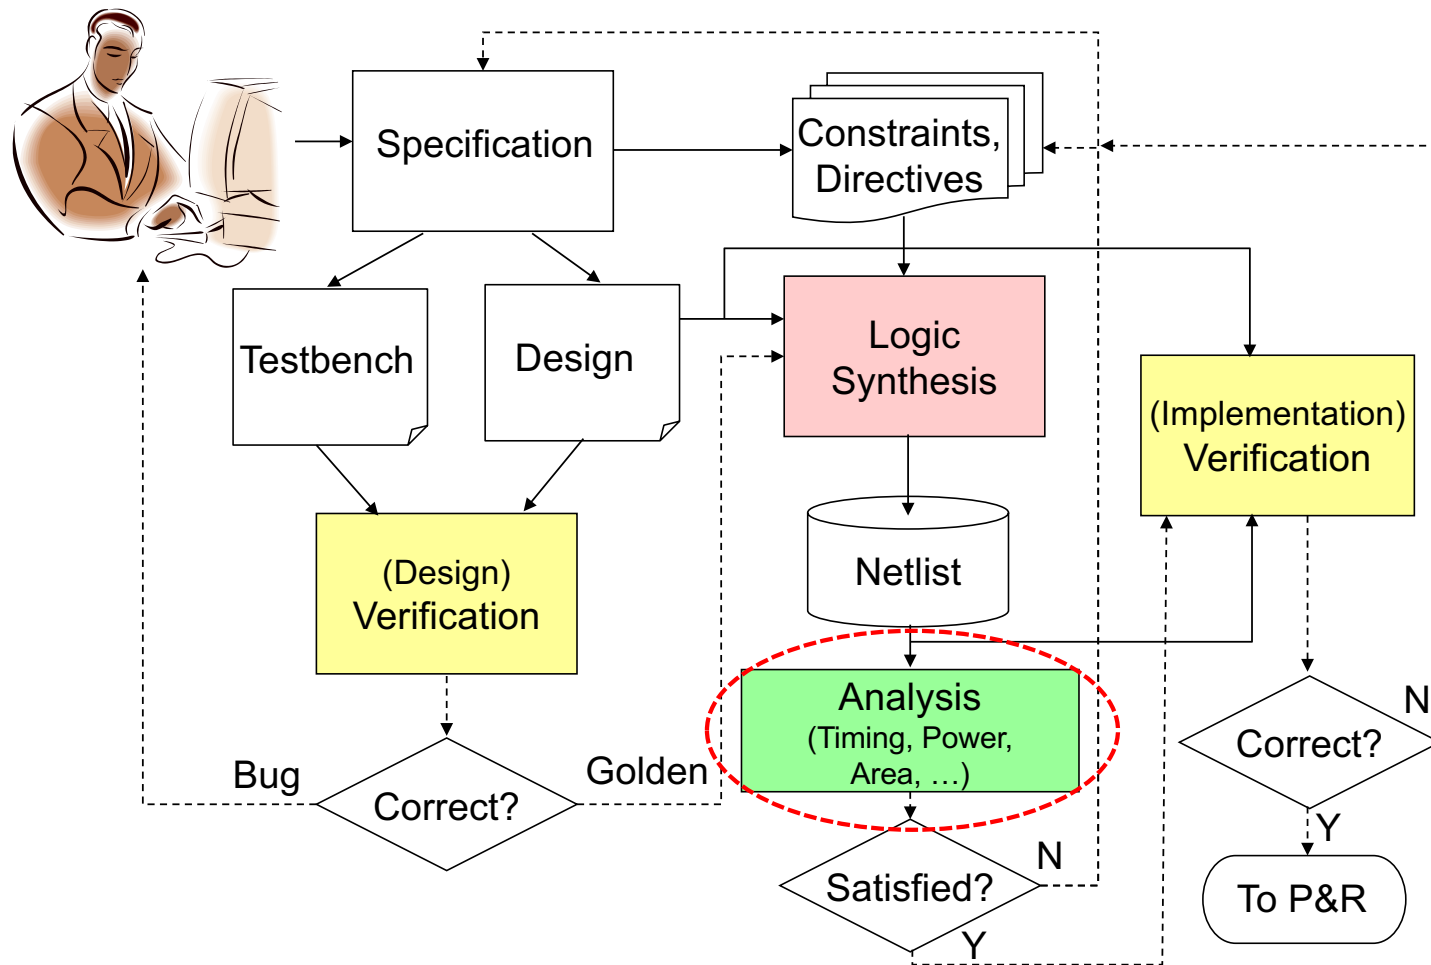 Specification
Constraints,
Directives
Testbench
Design
Logic
Synthesis
(Implementation)
Verification
(Design)
Verification
Netlist
Analysis
(Timing, Power,
Area, …)
Bug
Correct?
Golden
Satisfied?
N
Y
Correct?
N
Y
To P&R